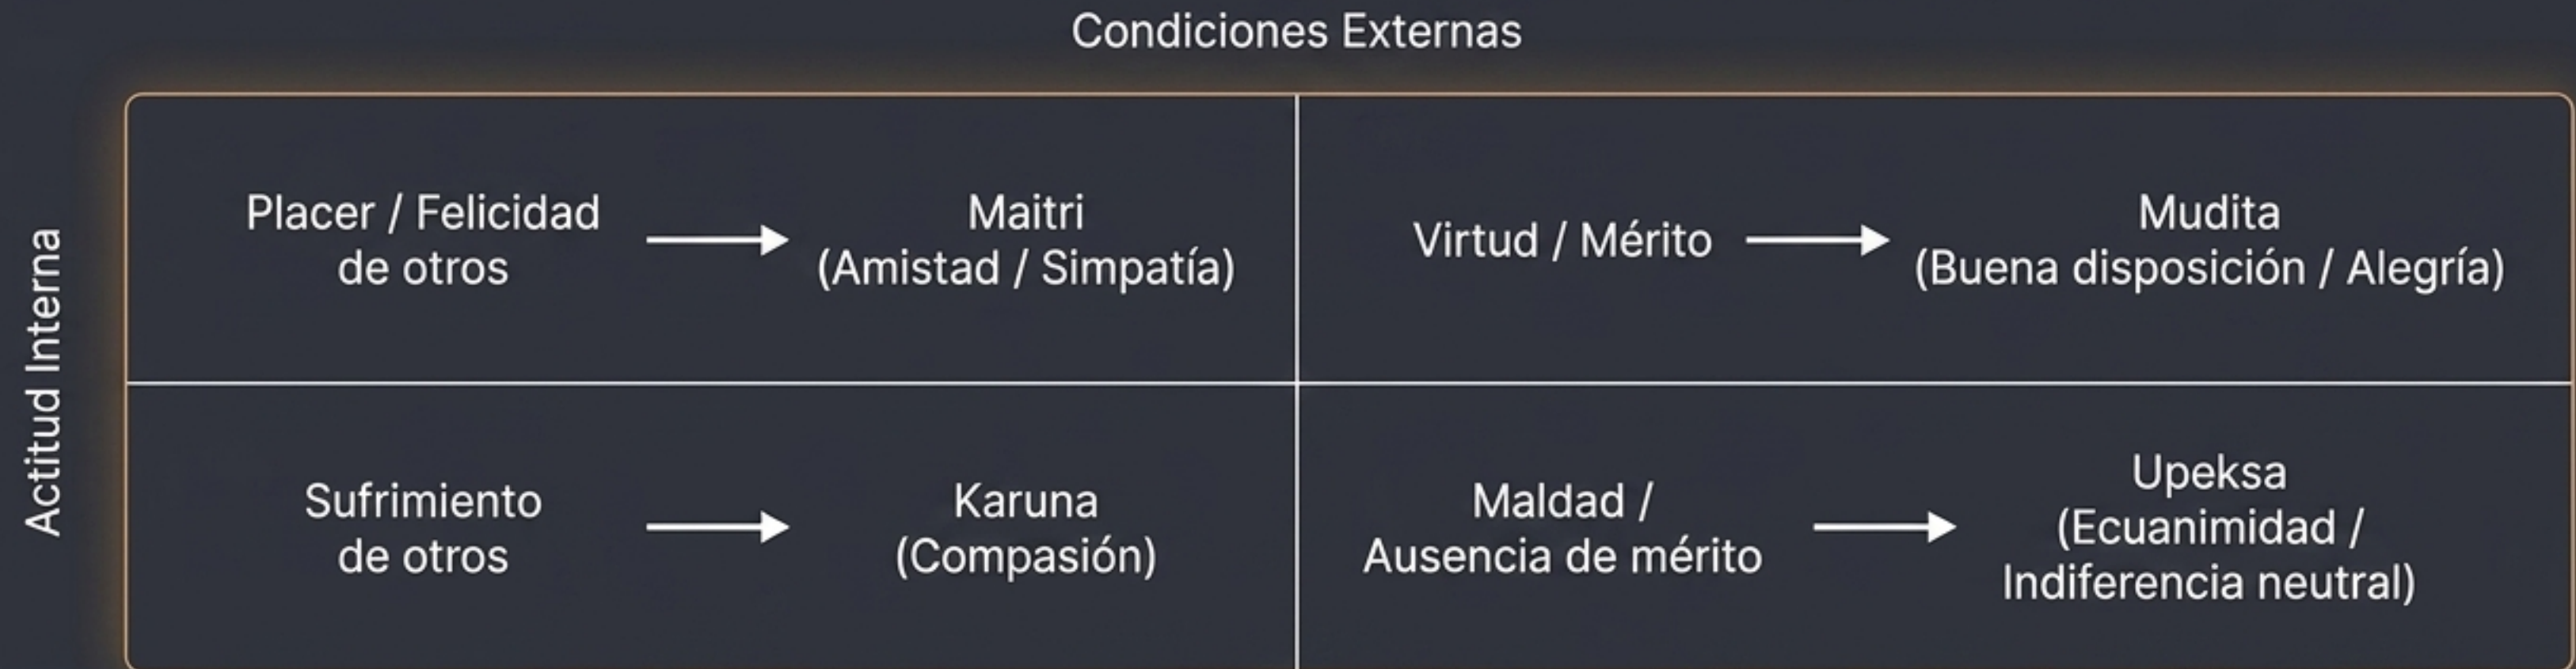 Condiciones Externas
Actitud Interna
Placer / Felicidad
de otros
Maitri
(Amistad / Simpatía)
Virtud / Mérito
Mudita
(Buena disposición / Alegría)
Sufrimiento
de otros
Karuna
(Compasión)
Maldad /
Ausencia de mérito
Upeksa
(Ecuanimidad /
Indiferencia neutral)